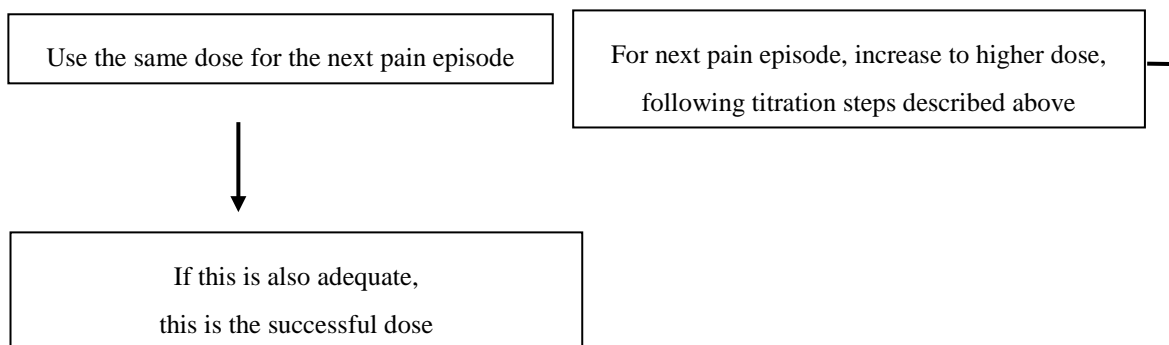 Use the same dose for the next pain episode
For next pain episode, increase to higher dose,
following titration steps described above
If this is also adequate,
this is the successful dose